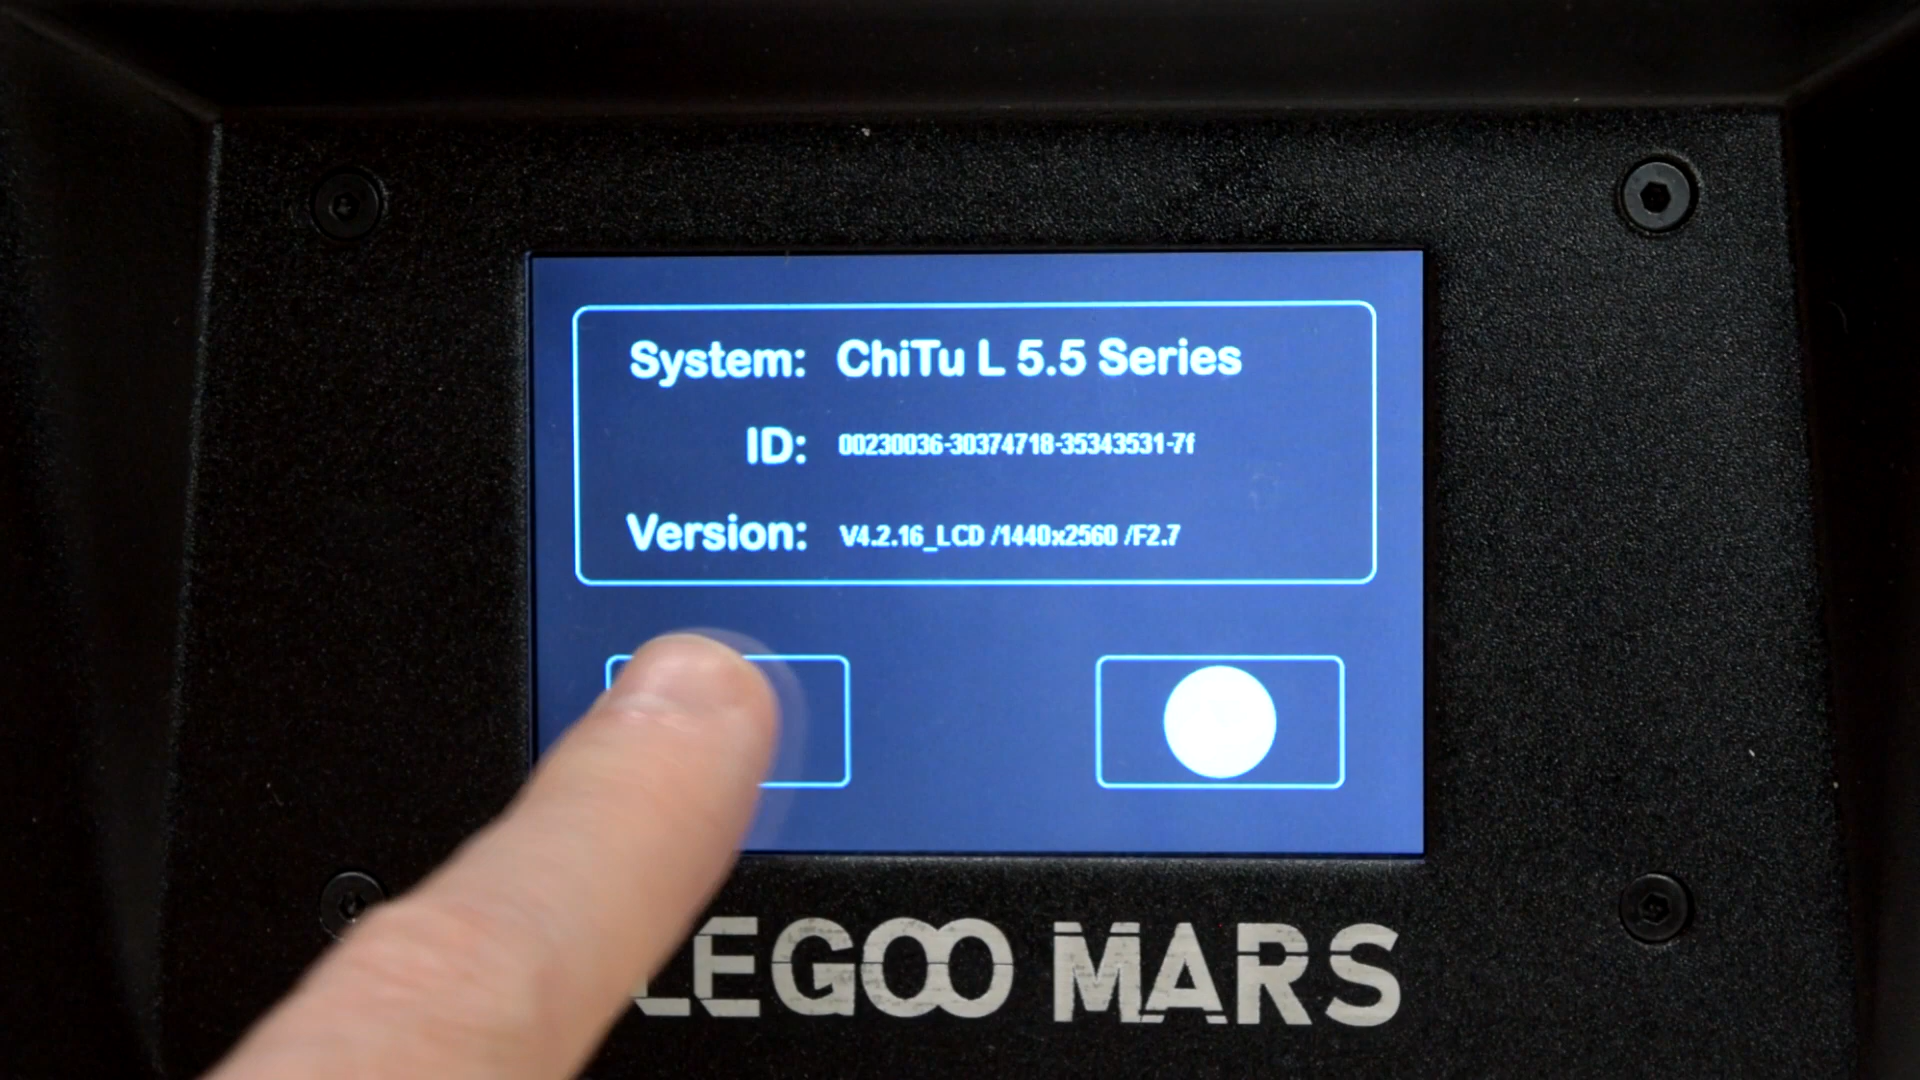 System: ChiTu L 5.5 Series
ID: 00230036-30374718-35343531-7f
Version: V4.2.16_LCD /1440x2560 /F2.7
LEGOO MARS